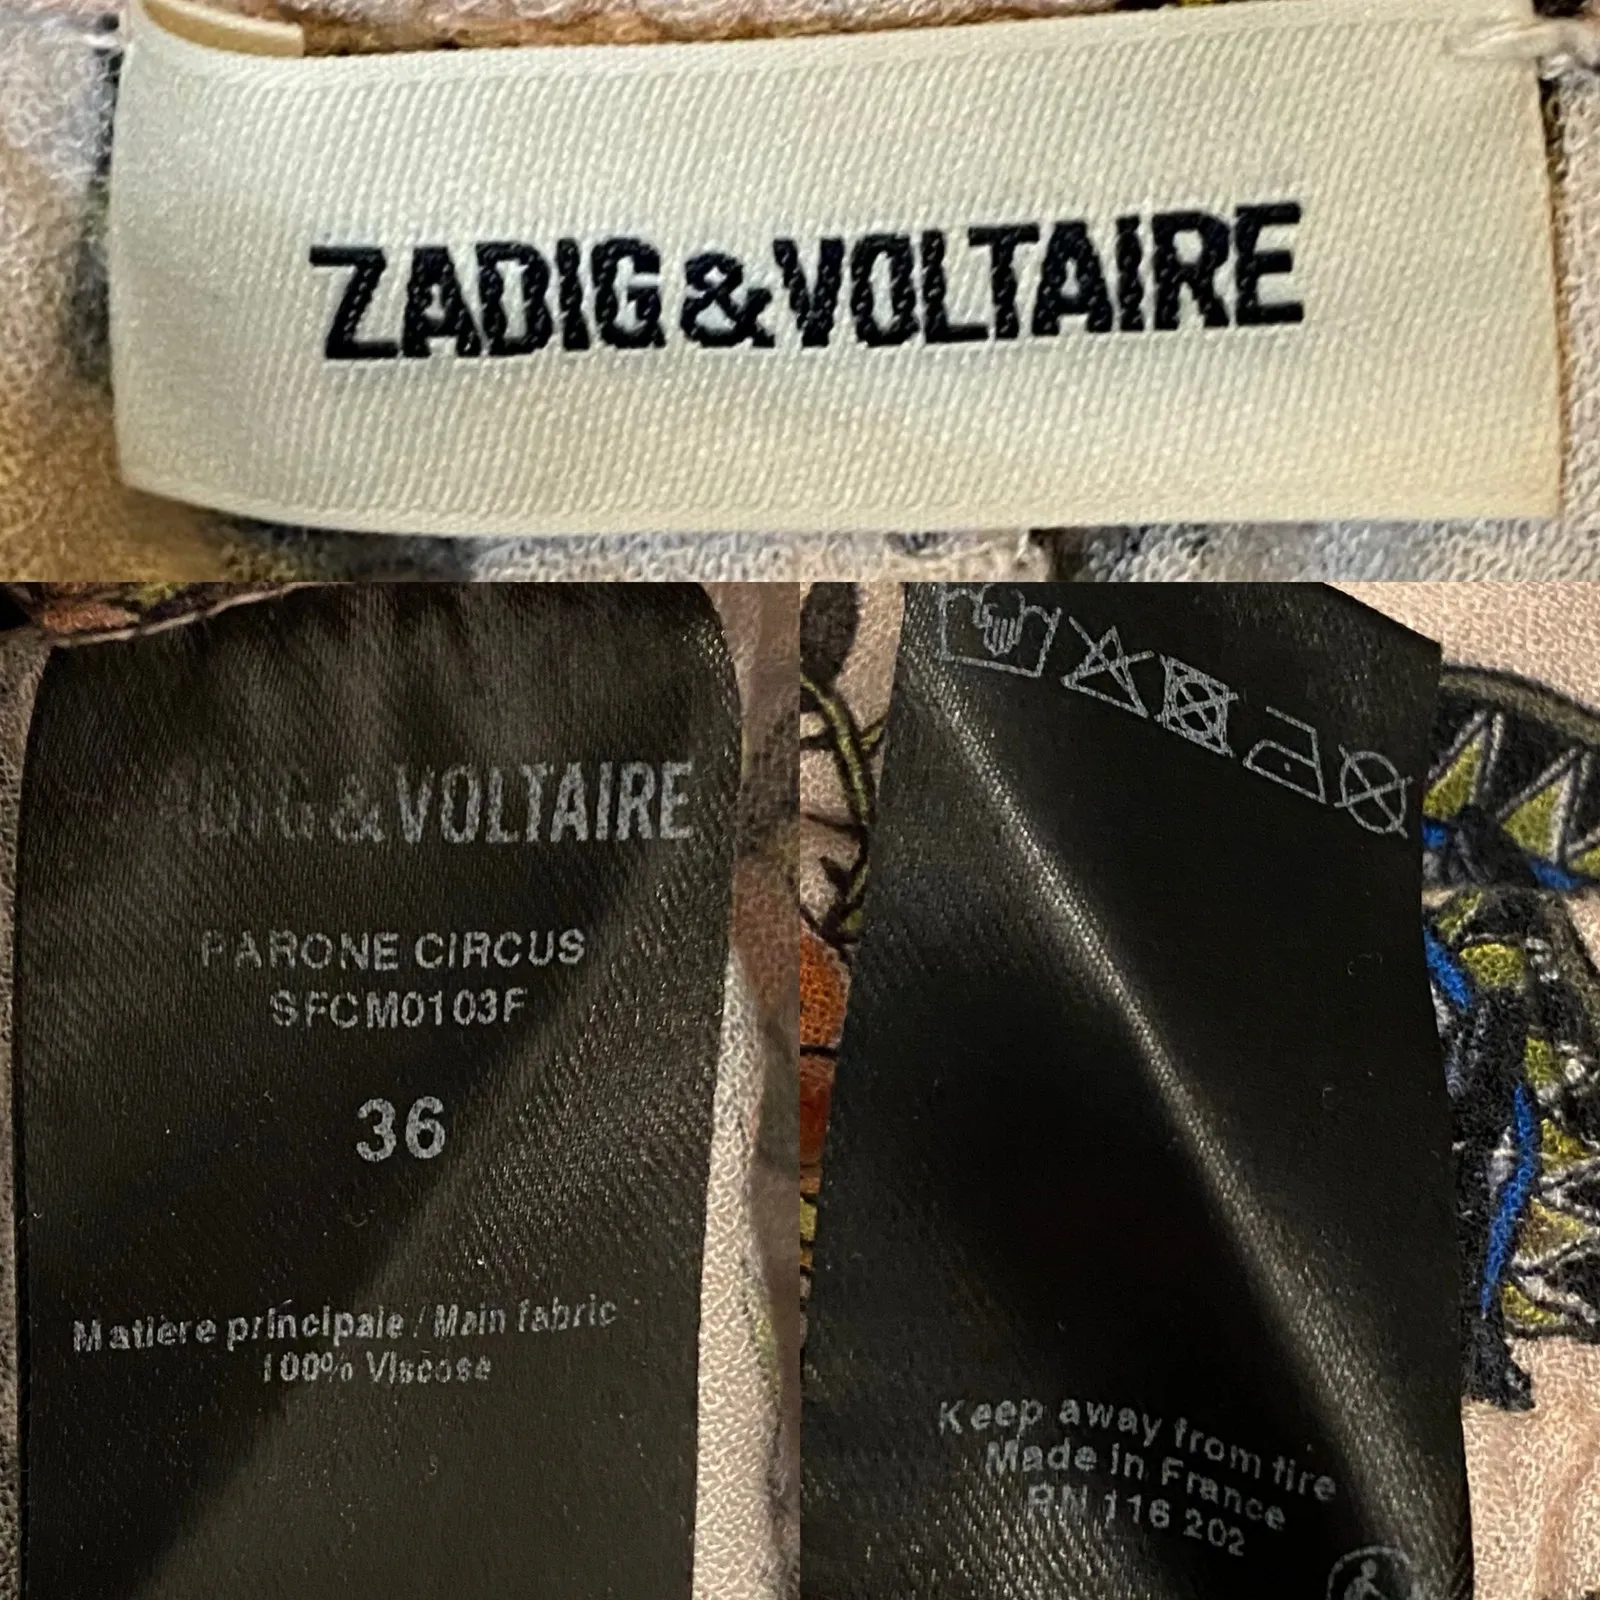 ZADIG&VOLTAIRE
ZADIG&VOLTAIRE
PARONE CIRCUS
SFCM0103F
36
Matière principale / Main fabric
100% Viscose
Keep away from fire
Made in France
RN 116 202